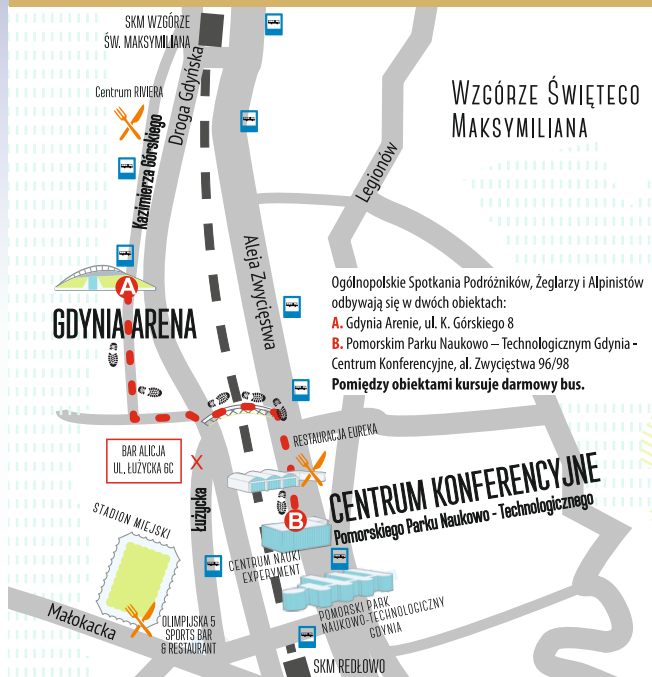 SKM WZGÓRZE
ŚW. MAKSYMILIANA
Centrum RIVIERA
Droga Gdyńska
Kazimierza Górskiego
WZGÓRZE ŚWIĘTEGO
MAKSYMILIANA
Legionów
Aleja Zwycięstwa
A
GDYNIA ARENA
Ogólnopolskie Spotkania Podróżników, Żeglarzy i Alpinistów
odbywają się w dwóch obiektach:
A. Gdynia Arenie, ul. K. Górskiego 8
B. Pomorskim Parku Naukowo – Technologicznym Gdynia -
Centrum Konferencyjne, al. Zwycięstwa 96/98
Pomiędzy obiektami kursuje darmowy bus.
RESTAURACJA EUREKA
BAR ALICJA
UL. ŁUŻYCKA 6C
X
Łużycka
B
CENTRUM KONFERENCYJNE
Pomorskiego Parku Naukowo - Technologicznego
STADION MIEJSKI
CENTRUM NAUKI
EXPERYMENT
POMORSKI PARK
NAUKOWO-TECHNOLOGICZNY
GDYNIA
Małokacka
OLIMPIJSKA 5
SPORTS BAR
& RESTAURANT
SKM REDŁOWO